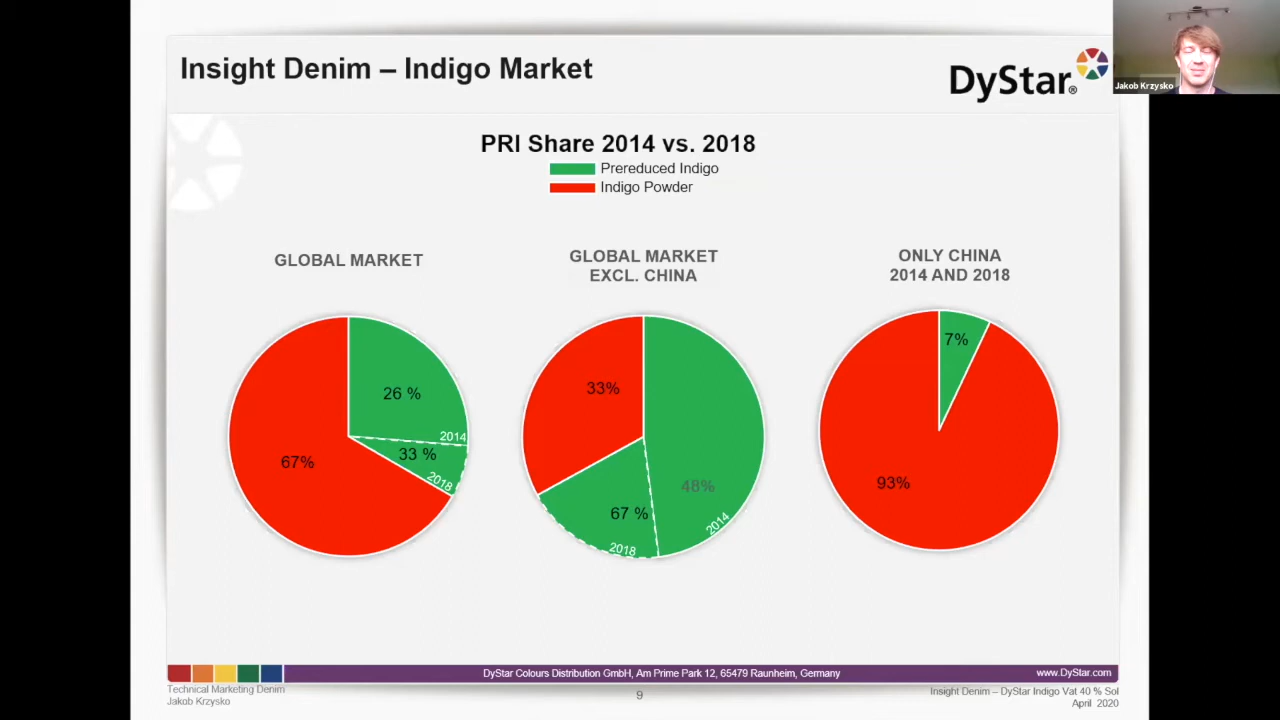 Insight Denim – Indigo Market
DyStar®
Jakob Krzysko
PRI Share 2014 vs. 2018
Prereduced Indigo
Indigo Powder
GLOBAL MARKET
26 %
2014
33 %
2018
67%
GLOBAL MARKET
EXCL. CHINA
33%
48%
2014
67 %
2018
ONLY CHINA
2014 AND 2018
7%
93%
DyStar Colours Distribution GmbH, Am Prime Park 12, 65479 Raunheim, Germany
www.DyStar.com
Technical Marketing Denim
Jakob Krzysko
9
Insight Denim – DyStar Indigo Vat 40 % Sol
April 2020